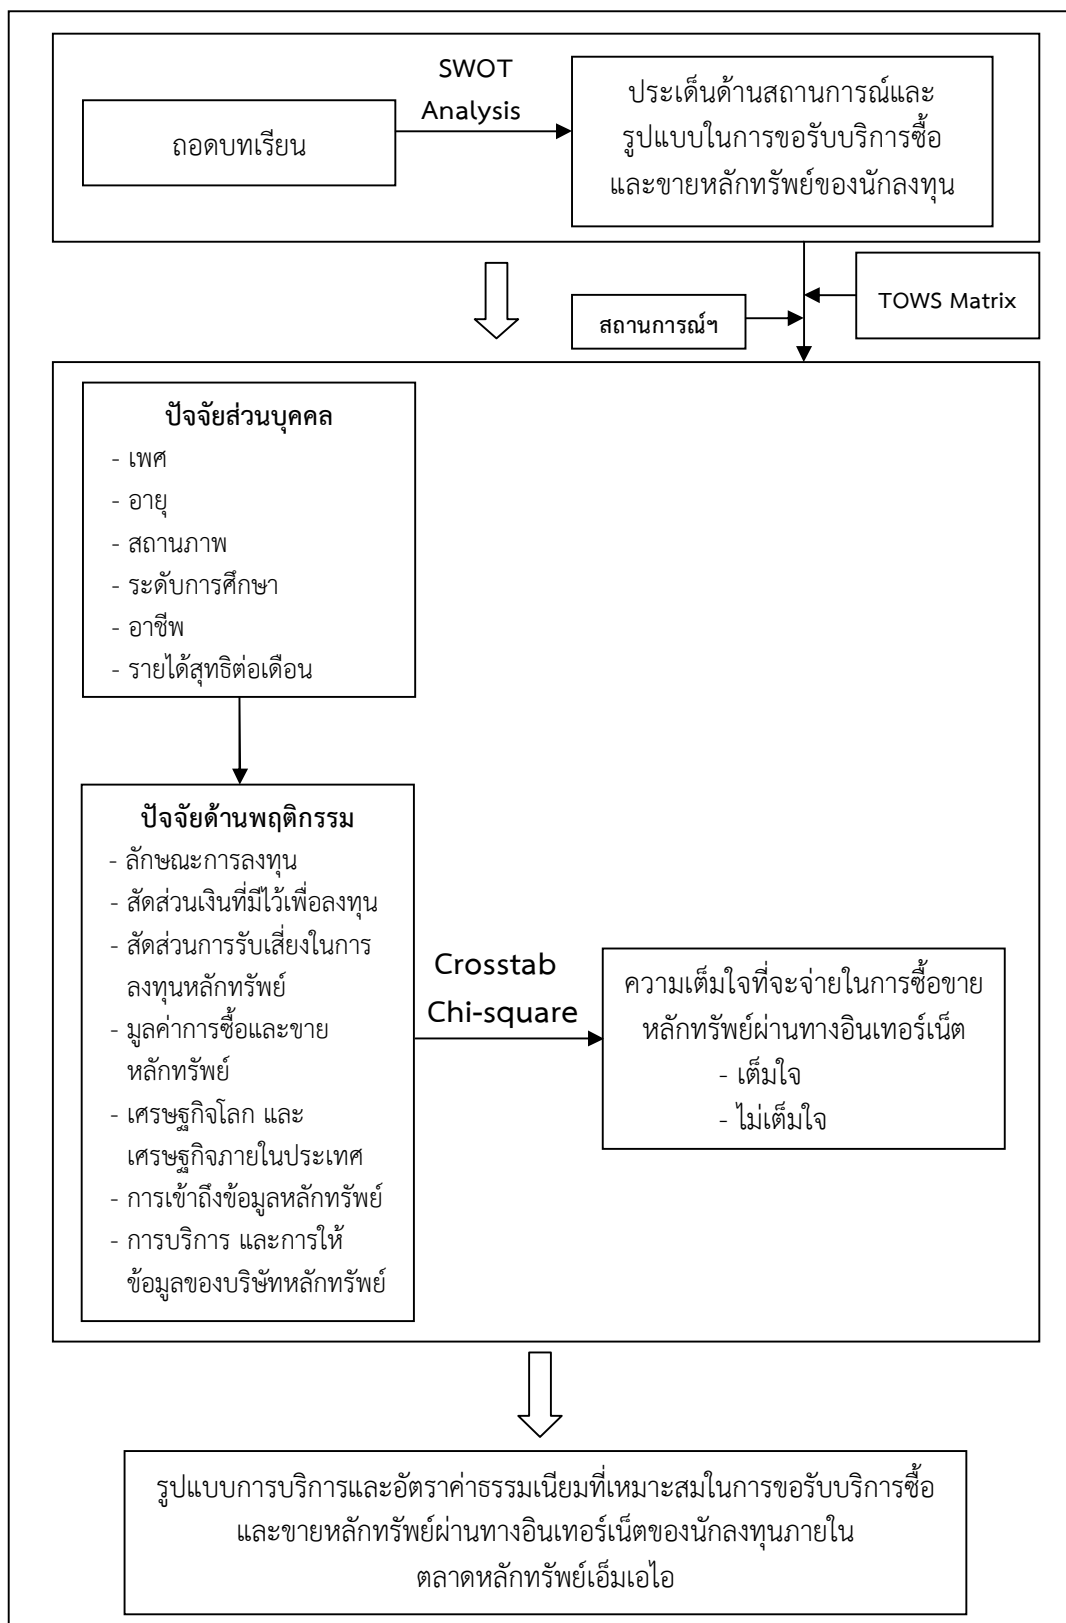 SWOT
Analysis
ถอดบทเรียน
ประเด็นด้านสถานการณ์และ
รูปแบบในการขอรับบริการซื้อ
และขายหลักทรัพย์ของนักลงทุน
TOWS Matrix
สถานการณ์ฯ
ปัจจัยส่วนบุคคล
- เพศ
- อายุ
- สถานภาพ
- ระดับการศึกษา
- อาชีพ
- รายได้สุทธิต่อเดือน
ปัจจัยด้านพฤติกรรม
- ลักษณะการลงทุน
- สัดส่วนเงินที่มีไว้เพื่อลงทุน
- สัดส่วนการรับเสี่ยงในการ
ลงทุนหลักทรัพย์
- มูลค่าการซื้อและขาย
หลักทรัพย์
- เศรษฐกิจโลก และ
เศรษฐกิจภายในประเทศ
- การเข้าถึงข้อมูลหลักทรัพย์
- การบริการ และการให้
ข้อมูลของบริษัทหลักทรัพย์
Crosstab
Chi-square
ความเต็มใจที่จะจ่ายในการซื้อขาย
หลักทรัพย์ผ่านทางอินเทอร์เน็ต
- เต็มใจ
- ไม่เต็มใจ
รูปแบบการบริการและอัตราค่าธรรมเนียมที่เหมาะสมในการขอรับบริการซื้อ
และขายหลักทรัพย์ผ่านทางอินเทอร์เน็ตของนักลงทุนภายใน
ตลาดหลักทรัพย์เอ็มเอไอ